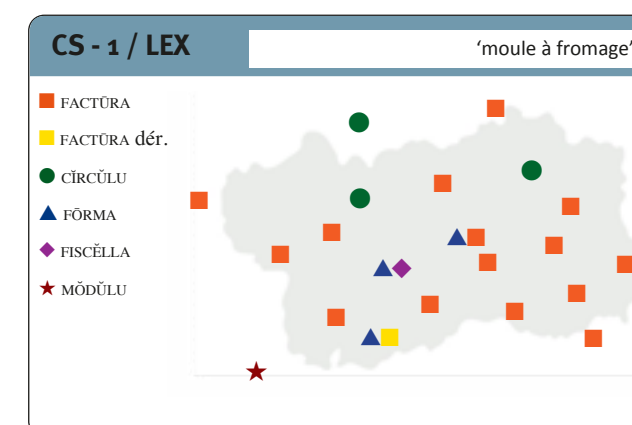 CS - 1 / LEX
‘moule à fromage’
FACTŪRA
FACTŪRA dér.
CĬRCŬLU
FŌRMA
FISCĔLLA
MŎDŬLU